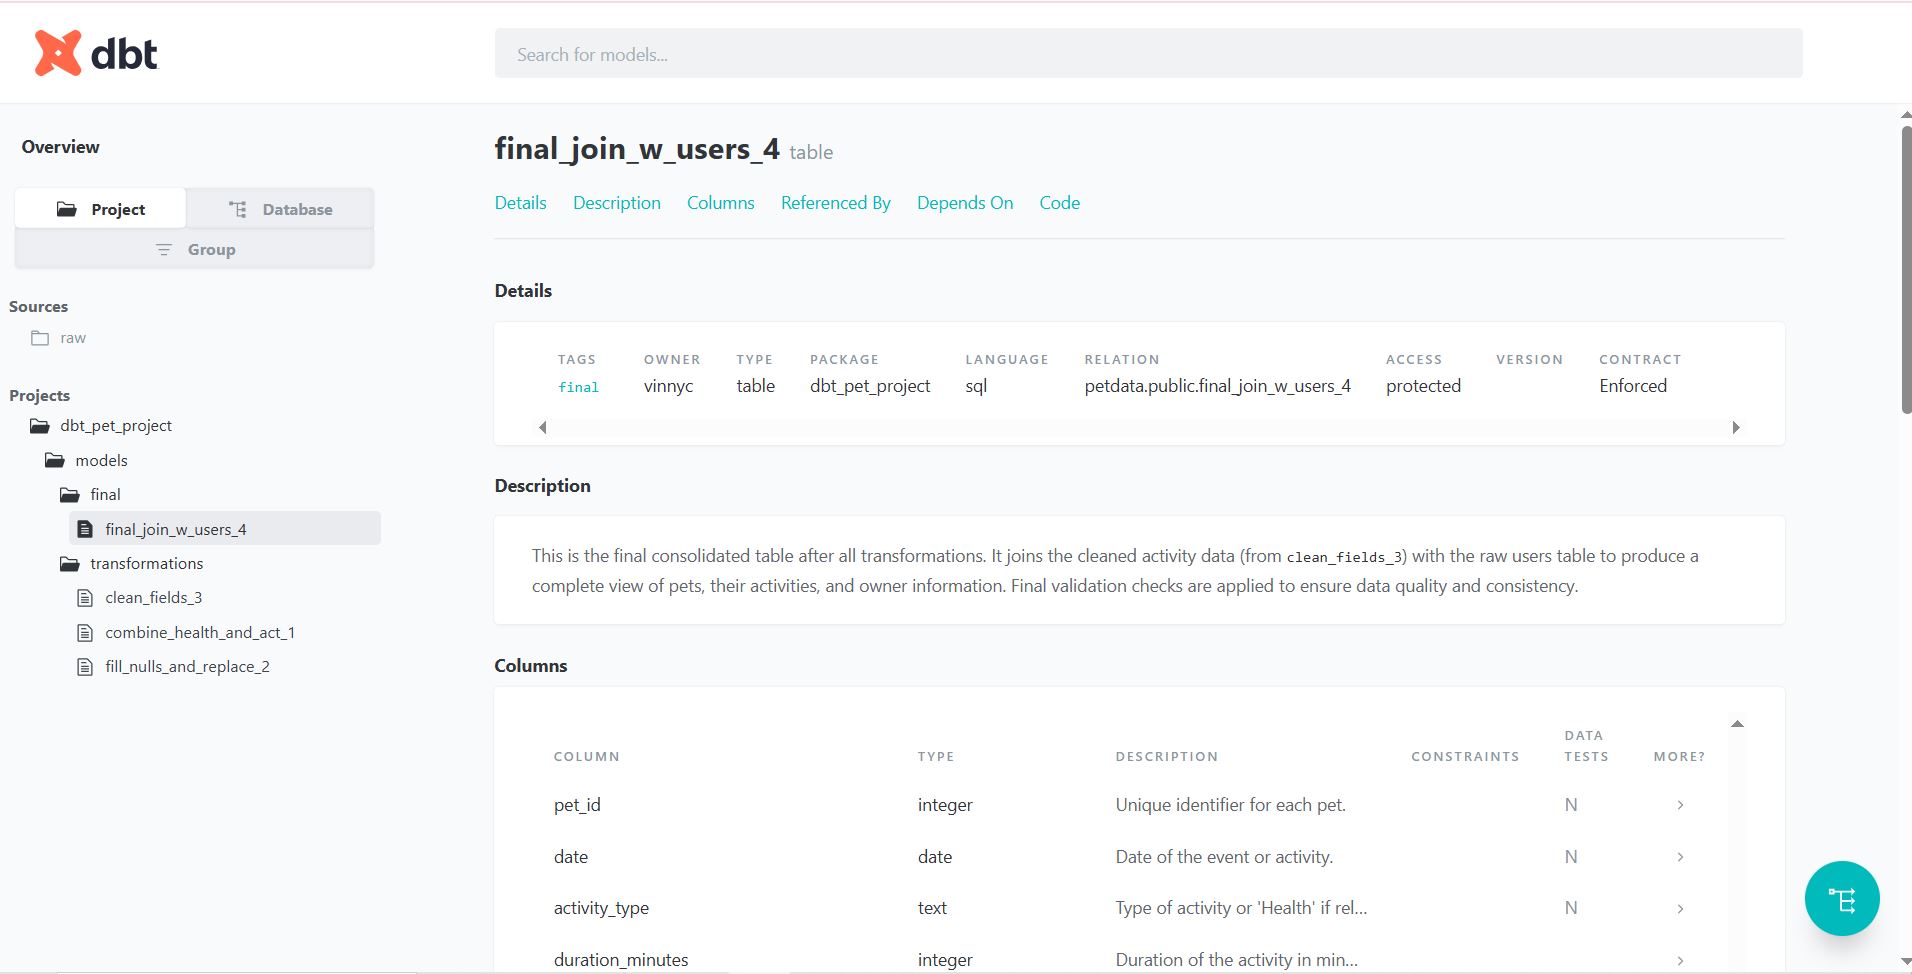 dbt
Search for models...
Overview
Project
Database
Group
Sources
raw
Projects
dbt_pet_project
models
final
final_join_w_users_4
transformations
clean_fields_3
combine_health_and_act_1
fill_nulls_and_replace_2
final_join_w_users_4 table
Details Description Columns Referenced By Depends On Code
Details
TAGS OWNER TYPE PACKAGE LANGUAGE RELATION ACCESS VERSION CONTRACT
final vinnyc table dbt_pet_project sql petdata.public.final_join_w_users_4 protected Enforced
Description
This is the final consolidated table after all transformations. It joins the cleaned activity data (from clean_fields_3) with the raw users table to produce a
complete view of pets, their activities, and owner information. Final validation checks are applied to ensure data quality and consistency.
Columns
COLUMN TYPE DESCRIPTION CONSTRAINTS DATA TESTS MORE?
pet_id integer Unique identifier for each pet. N
date date Date of the event or activity. N
activity_type text Type of activity or 'Health' if rel... N
duration_minutes integer Duration of the activity in min...